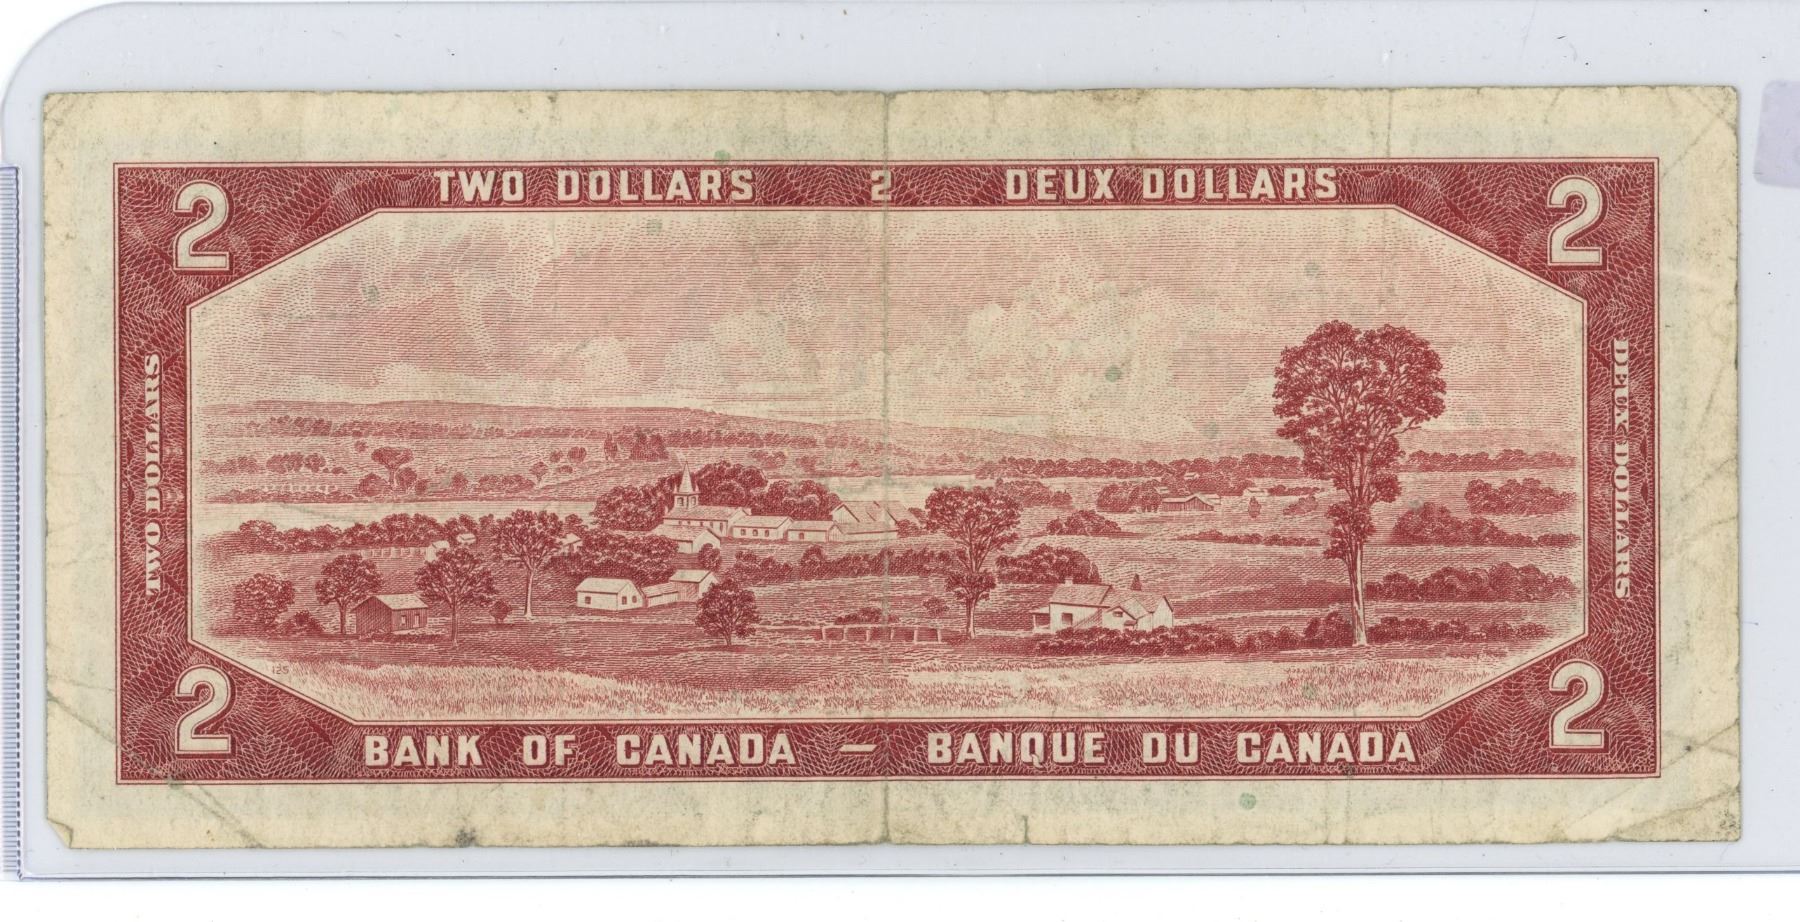 TWO DOLLARS 2 DEUX DOLLARS
2 2
TWO DOLLARS
DEUX DOLLARS
125
2 2
BANK OF CANADA — BANQUE DU CANADA